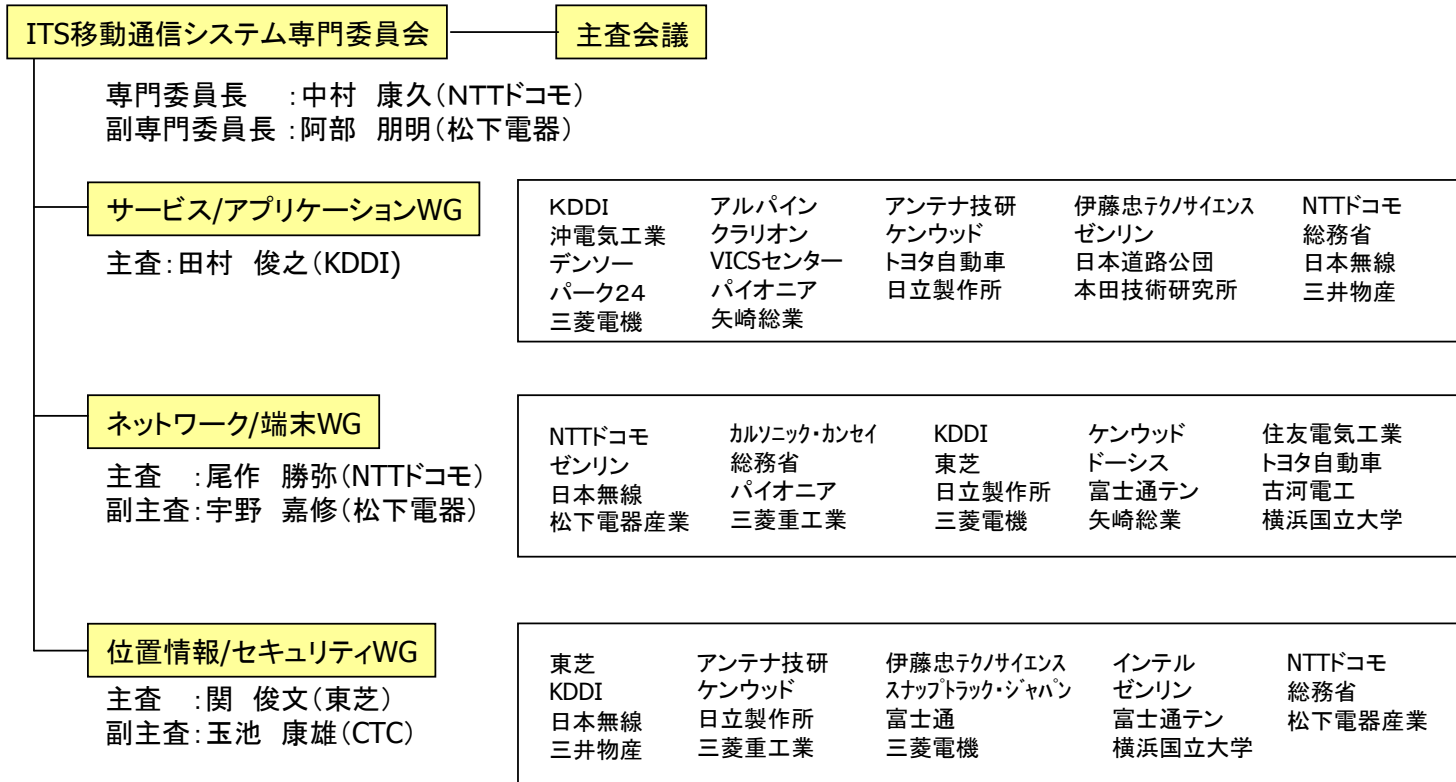 ITS移動通信システム専門委員会 主査会議
専門委員長　：中村　康久（NTTドコモ）
副専門委員長：阿部　朋明（松下電器）
サービス/アプリケーションWG
主査：田村　俊之（KDDI)
KDDI アルパイン アンテナ技研 伊藤忠ﾃｸﾉｻｲｴﾝｽ NTTドコモ
沖電気工業 クラリオン ケンウッド ゼンリン 総務省
デンソー VICSセンター トヨタ自動車 日本道路公団 日本無線
パーク２４ パイオニア 日立製作所 本田技術研究所 三井物産
三菱電機 矢崎総業
ネットワーク/端末WG
主査　：尾作　勝弥（NTTドコモ）
副主査：宇野　嘉修（松下電器）
NTTドコモ ｶﾙｿﾆｯｸ・ｶﾝｾｲ KDDI ケンウッド 住友電気工業
ゼンリン 総務省 東芝 ドーシス トヨタ自動車
日本無線 パイオニア 日立製作所 富士通テン 古河電工
松下電器産業 三菱重工業 三菱電機 矢崎総業 横浜国立大学
位置情報/セキュリティWG
主査　：関　俊文（東芝）
副主査：玉池　康雄（CTC）
東芝 アンテナ技研 伊藤忠ﾃｸﾉｻｲｴﾝｽ インテル NTTドコモ
KDDI ケンウッド ｽﾅｯﾌﾟﾄﾗｯｸ・ｼﾞｬﾊﾟﾝ ゼンリン 総務省
日本無線 日立製作所 富士通 富士通テン 松下電器産業
三井物産 三菱重工業 三菱電機 横浜国立大学